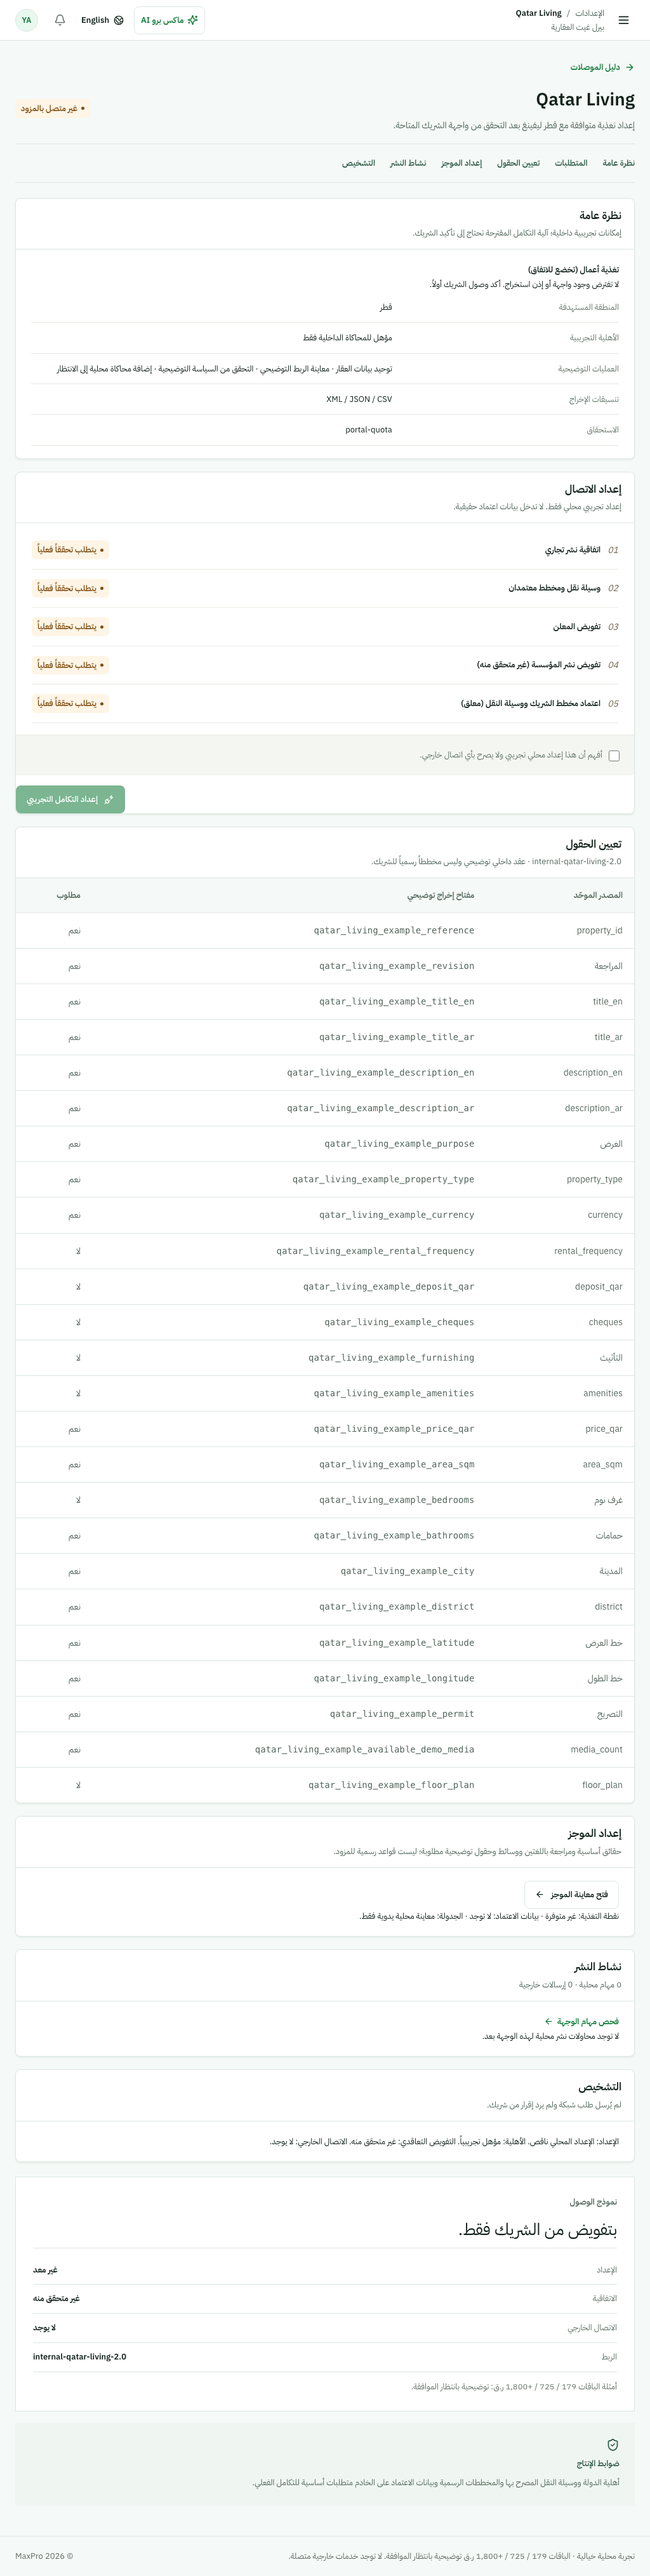 الإعدادات / Qatar Living
بيرل غيت العقارية
ماكس برو AI
English
YA
دليل الموصلات
Qatar Living
غير متصل بالمزود
إعداد تغذية متوافقة مع قطر ليفينغ بعد التحقق من واجهة الشريك المتاحة.
نظرة عامة
المتطلبات
تعيين الحقول
إعداد الموجز
نشاط النشر
التشخيص
نظرة عامة
إمكانات تجريبية داخلية؛ آلية التكامل المقترحة تحتاج إلى تأكيد الشريك.
تغذية أعمال (تخضع للاتفاق)
لا تفترض وجود واجهة أو إذن استخراج. أكد وصول الشريك أولاً.
المنطقة المستهدفة قطر
الأهلية التجريبية مؤهل للمحاكاة الداخلية فقط
العمليات التوضيحية توحيد بيانات العقار · معاينة الربط التوضيحي · التحقق من السياسة التوضيحية · إضافة محاكاة محلية إلى الانتظار
تنسيقات الإخراج XML / JSON / CSV
الاستحقاق portal-quota
إعداد الاتصال
إعداد تجريبي محلي فقط. لا تدخل بيانات اعتماد حقيقية.
01 اتفاقية نشر تجاري يتطلب تحققاً فعلياً
02 وسيلة نقل ومخطط معتمدان يتطلب تحققاً فعلياً
03 تفويض المعلن يتطلب تحققاً فعلياً
04 تفويض نشر المؤسسة (غير متحقق منه) يتطلب تحققاً فعلياً
05 اعتماد مخطط الشريك ووسيلة النقل (معلق) يتطلب تحققاً فعلياً
أفهم أن هذا إعداد محلي تجريبي ولا يصرح بأي اتصال خارجي.
إعداد التكامل التجريبي
تعيين الحقول
internal-qatar-living-2.0 · عقد داخلي توضيحي وليس مخططاً رسمياً للشريك.
المصدر الموحّد مفتاح إخراج توضيحي مطلوب
property_id qatar_living_example_reference نعم
المراجعة qatar_living_example_revision نعم
title_en qatar_living_example_title_en نعم
title_ar qatar_living_example_title_ar نعم
description_en qatar_living_example_description_en نعم
description_ar qatar_living_example_description_ar نعم
الغرض qatar_living_example_purpose نعم
property_type qatar_living_example_property_type نعم
currency qatar_living_example_currency نعم
rental_frequency qatar_living_example_rental_frequency لا
deposit_qar qatar_living_example_deposit_qar لا
cheques qatar_living_example_cheques لا
التأثيث qatar_living_example_furnishing لا
amenities qatar_living_example_amenities لا
price_qar qatar_living_example_price_qar نعم
area_sqm qatar_living_example_area_sqm نعم
غرف نوم qatar_living_example_bedrooms لا
حمامات qatar_living_example_bathrooms نعم
المدينة qatar_living_example_city نعم
district qatar_living_example_district نعم
خط العرض qatar_living_example_latitude نعم
خط الطول qatar_living_example_longitude نعم
التصريح qatar_living_example_permit نعم
media_count qatar_living_example_available_demo_media نعم
floor_plan qatar_living_example_floor_plan لا
إعداد الموجز
حقائق أساسية ومراجعة باللغتين ووسائط وحقول توضيحية مطلوبة؛ ليست قواعد رسمية للمزود.
فتح معاينة الموجز
نقطة التغذية: غير متوفرة · بيانات الاعتماد: لا توجد · الجدولة: معاينة محلية يدوية فقط.
نشاط النشر
0 مهام محلية · 0 إرسالات خارجية
فحص مهام الوجهة
لا توجد محاولات نشر محلية لهذه الوجهة بعد.
التشخيص
لم يُرسل طلب شبكة ولم يرد إقرار من شريك.
الإعداد: الإعداد المحلي ناقص. الأهلية: مؤهل تجريبياً. التفويض التعاقدي: غير متحقق منه. الاتصال الخارجي: لا يوجد.
نموذج الوصول
بتفويض من الشريك فقط.
الإعداد غير معد
الاتفاقية غير متحقق منه
الاتصال الخارجي لا يوجد
الربط internal-qatar-living-2.0
أمثلة الباقات 179 / 725 / +1,800 ر.ق: توضيحية بانتظار الموافقة.
ضوابط الإنتاج
أهلية الدولة ووسيلة النقل المصرح بها والمخططات الرسمية وبيانات الاعتماد على الخادم متطلبات أساسية للتكامل الفعلي.
تجربة محلية خيالية · الباقات 179 / 725 / +1,800 ر.ق توضيحية بانتظار الموافقة. لا توجد خدمات خارجية متصلة.
© 2026 MaxPro